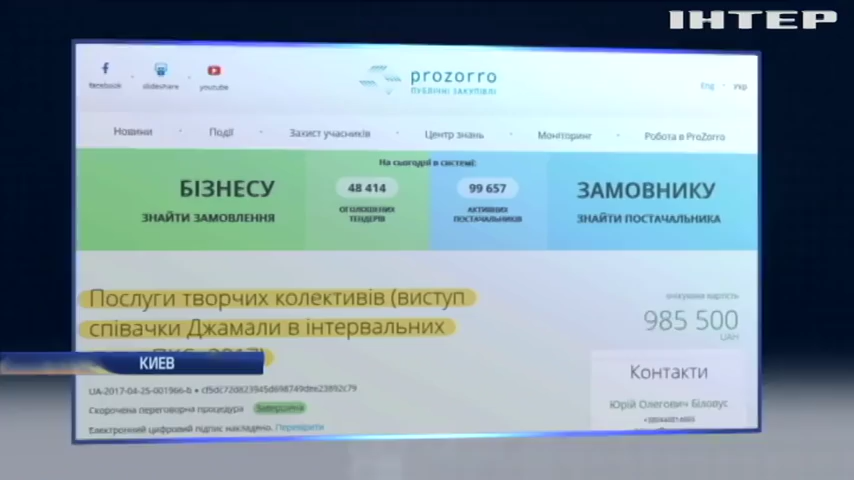 ІНТЕР
facebook
slideshare
youtube
prozorro
ПУБЛІЧНІ ЗАКУПІВЛІ
Eng
Укр
Новини
Події
Захист учасників
Центр знань
Моніторинг
Робота в ProZorro
На сьогодні в системі:
БІЗНЕСУ
ЗНАЙТИ ЗАМОВЛЕННЯ
48 414
ОГОЛОШЕНИХ
ТЕНДЕРІВ
99 657
АКТИВНИХ
ПОСТАЧАЛЬНИКІВ
ЗАМОВНИКУ
ЗНАЙТИ ПОСТАЧАЛЬНИКА
Послуги творчих колективів (виступ
співачки Джамали в інтервальних
очікувана вартість
985 500
UAH
КИЕВ
Контакти
Юрій Олегович Біловус
UA-2017-04-25-001966-b
Скорочена переговорна процедура
Завершена
Електронний цифровий підпис накладено. Перевірити